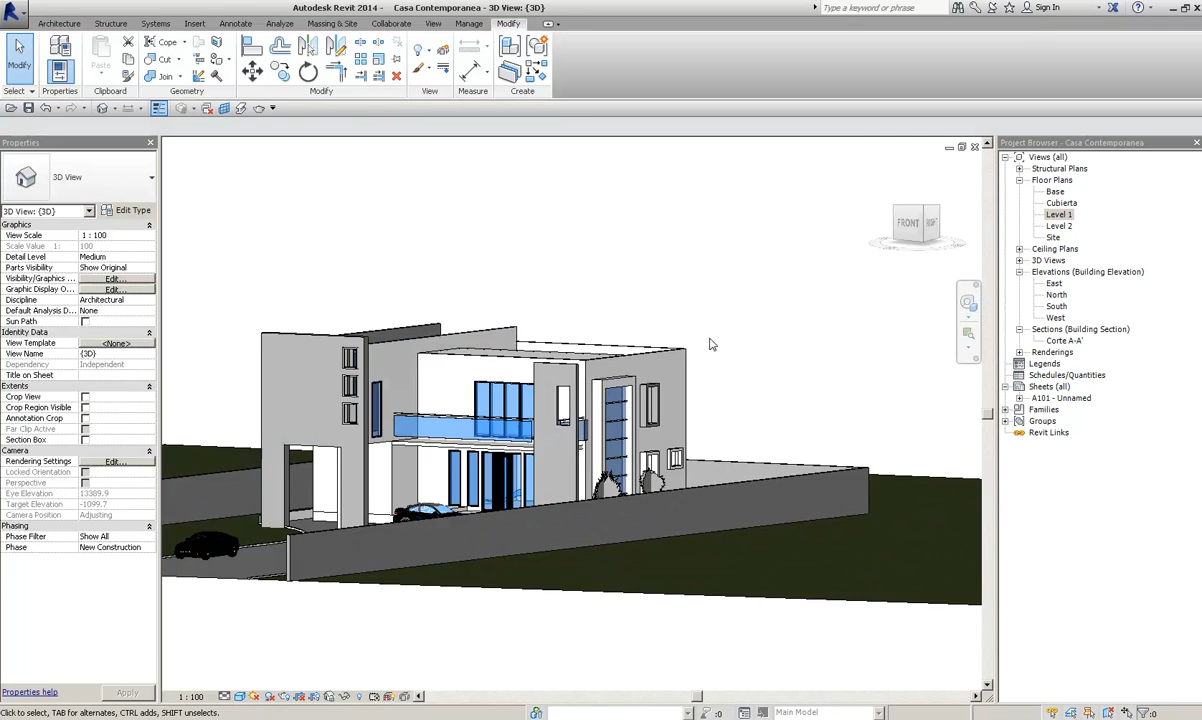 Autodesk Revit 2014 - Casa Contemporanea - 3D View: {3D}
Type a keyword or phrase
Sign In
Architecture Structure Systems Insert Annotate Analyze Massing & Site Collaborate View Manage Modify
Modify
Paste
Cope
Cut
Join
Select Properties Clipboard Geometry Modify View Measure Create
Properties
3D View
3D View: {3D} Edit Type
Graphics
View Scale 1 : 100
Scale Value 1: 100
Detail Level Medium
Parts Visibility Show Original
Visibility/Graphics ... Edit...
Graphic Display O... Edit...
Discipline Architectural
Default Analysis D... None
Sun Path
Identity Data
View Template <None>
View Name {3D}
Dependency Independent
Title on Sheet
Extents
Crop View
Crop Region Visible
Annotation Crop
Far Clip Active
Section Box
Camera
Rendering Settings Edit...
Locked Orientation
Perspective
Eye Elevation 13389.9
Target Elevation -1099.7
Camera Position Adjusting
Phasing
Phase Filter Show All
Phase New Construction
Properties help Apply
FRONT RIGHT
Project Browser - Casa Contemporanea
Views (all)
Structural Plans
Floor Plans
Base
Cubierta
Level 1
Level 2
Site
Ceiling Plans
3D Views
Elevations (Building Elevation)
East
North
South
West
Sections (Building Section)
Corte A-A'
Renderings
Legends
Schedules/Quantities
Sheets (all)
A101 - Unnamed
Families
Groups
Revit Links
1 : 100
Click to select, TAB for alternates, CTRL adds, SHIFT unselects.
:0
Main Model
:0